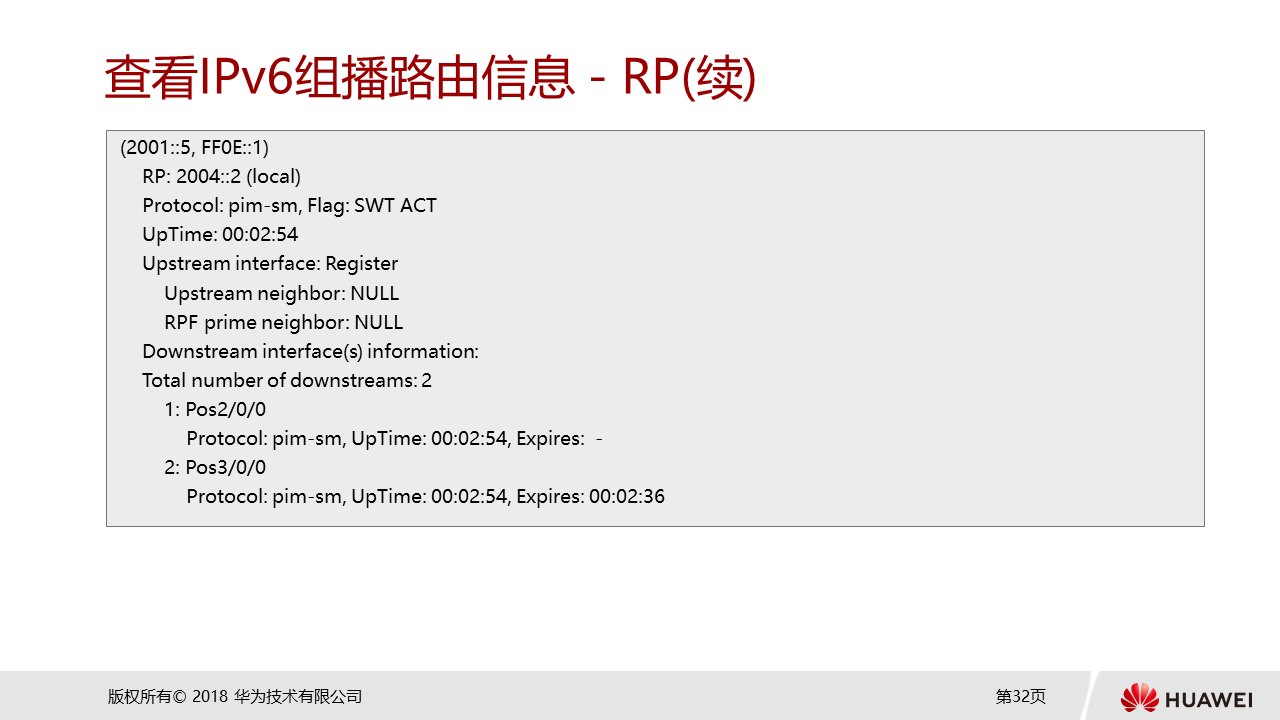 查看IPv6组播路由信息 - RP(续)
(2001::5, FF0E::1)
RP: 2004::2 (local)
Protocol: pim-sm, Flag: SWT ACT
UpTime: 00:02:54
Upstream interface: Register
Upstream neighbor: NULL
RPF prime neighbor: NULL
Downstream interface(s) information:
Total number of downstreams: 2
1: Pos2/0/0
Protocol: pim-sm, UpTime: 00:02:54, Expires: -
2: Pos3/0/0
Protocol: pim-sm, UpTime: 00:02:54, Expires: 00:02:36
版权所有© 2018 华为技术有限公司
第32页
HUAWEI